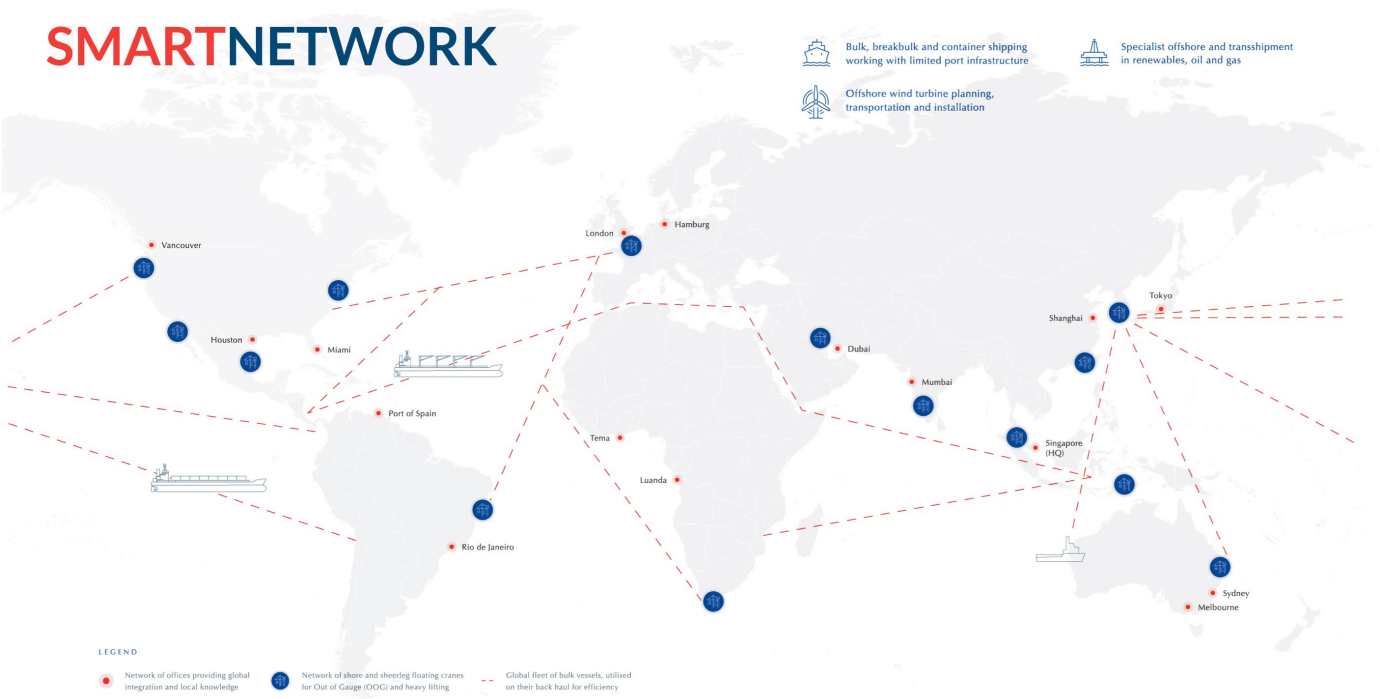 SMARTNETWORK
Bulk, breakbulk and container shipping
working with limited port infrastructure
Specialist offshore and transshipment
in renewables, oil and gas
Offshore wind turbine planning,
transportation and installation
Hamburg
London
Vancouver
Tokyo
Shanghai
Houston
Miami
Dubai
Mumbai
Port of Spain
Tema
Singapore
(HQ)
Luanda
Rio de Janeiro
Sydney
Melbourne
LEGEND
Network of offices providing global
integration and local knowledge
Network of shore and sheerleg floating cranes
for Out of Gauge (OOG) and heavy lifting
Global fleet of bulk vessels, utilised
on their back haul for efficiency